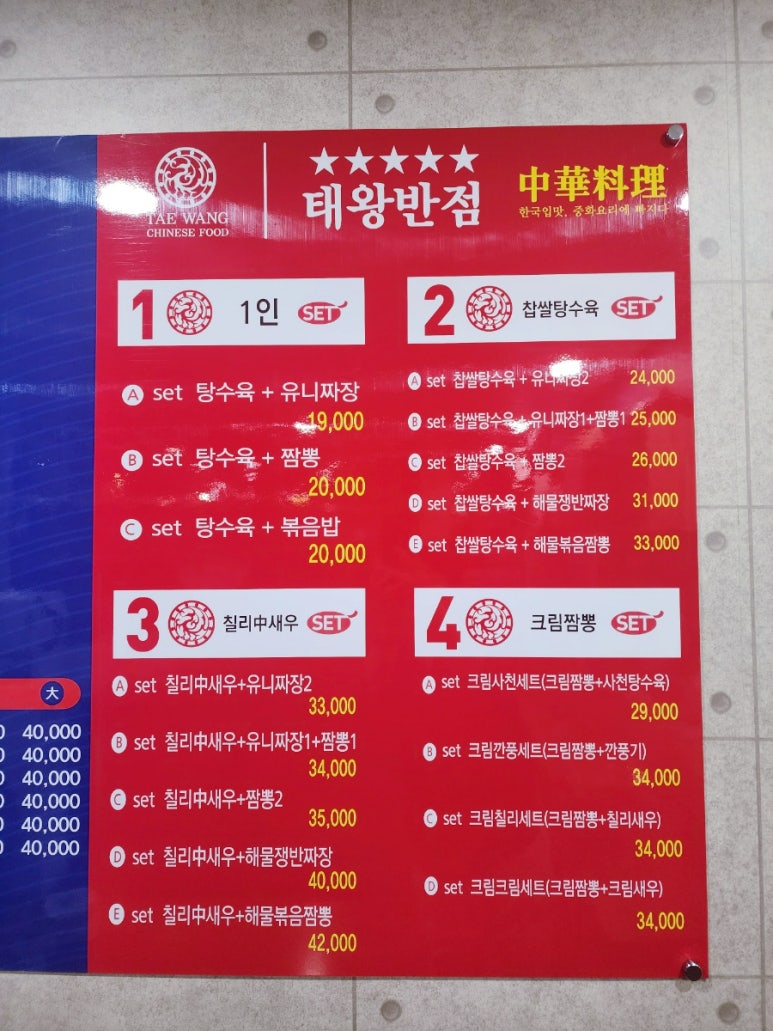 TAE WANG
CHINESE FOOD
태왕반점
中華料理
한국입맛, 중화요리에 빠지다
1 1인 SET
A set 탕수육 + 유니짜장
19,000
B set 탕수육 + 짬뽕
20,000
C set 탕수육 + 볶음밥
20,000
2 찹쌀탕수육 SET
A set 찹쌀탕수육 + 유니짜장2 24,000
B set 찹쌀탕수육 + 유니짜장1+짬뽕1 25,000
C set 찹쌀탕수육 + 짬뽕2 26,000
D set 찹쌀탕수육 + 해물쟁반짜장 31,000
E set 찹쌀탕수육 + 해물볶음짬뽕 33,000
3 칠리中새우 SET
A set 칠리中새우+유니짜장2
33,000
B set 칠리中새우+유니짜장1+짬뽕1
34,000
C set 칠리中새우+짬뽕2
35,000
D set 칠리中새우+해물쟁반짜장
40,000
E set 칠리中새우+해물볶음짬뽕
42,000
4 크림짬뽕 SET
A set 크림사천세트(크림짬뽕+사천탕수육)
29,000
B set 크림깐풍세트(크림짬뽕+깐풍기)
34,000
C set 크림칠리세트(크림짬뽕+칠리새우)
34,000
D set 크림크림세트(크림짬뽕+크림새우)
34,000
大
40,000
40,000
40,000
40,000
40,000
40,000